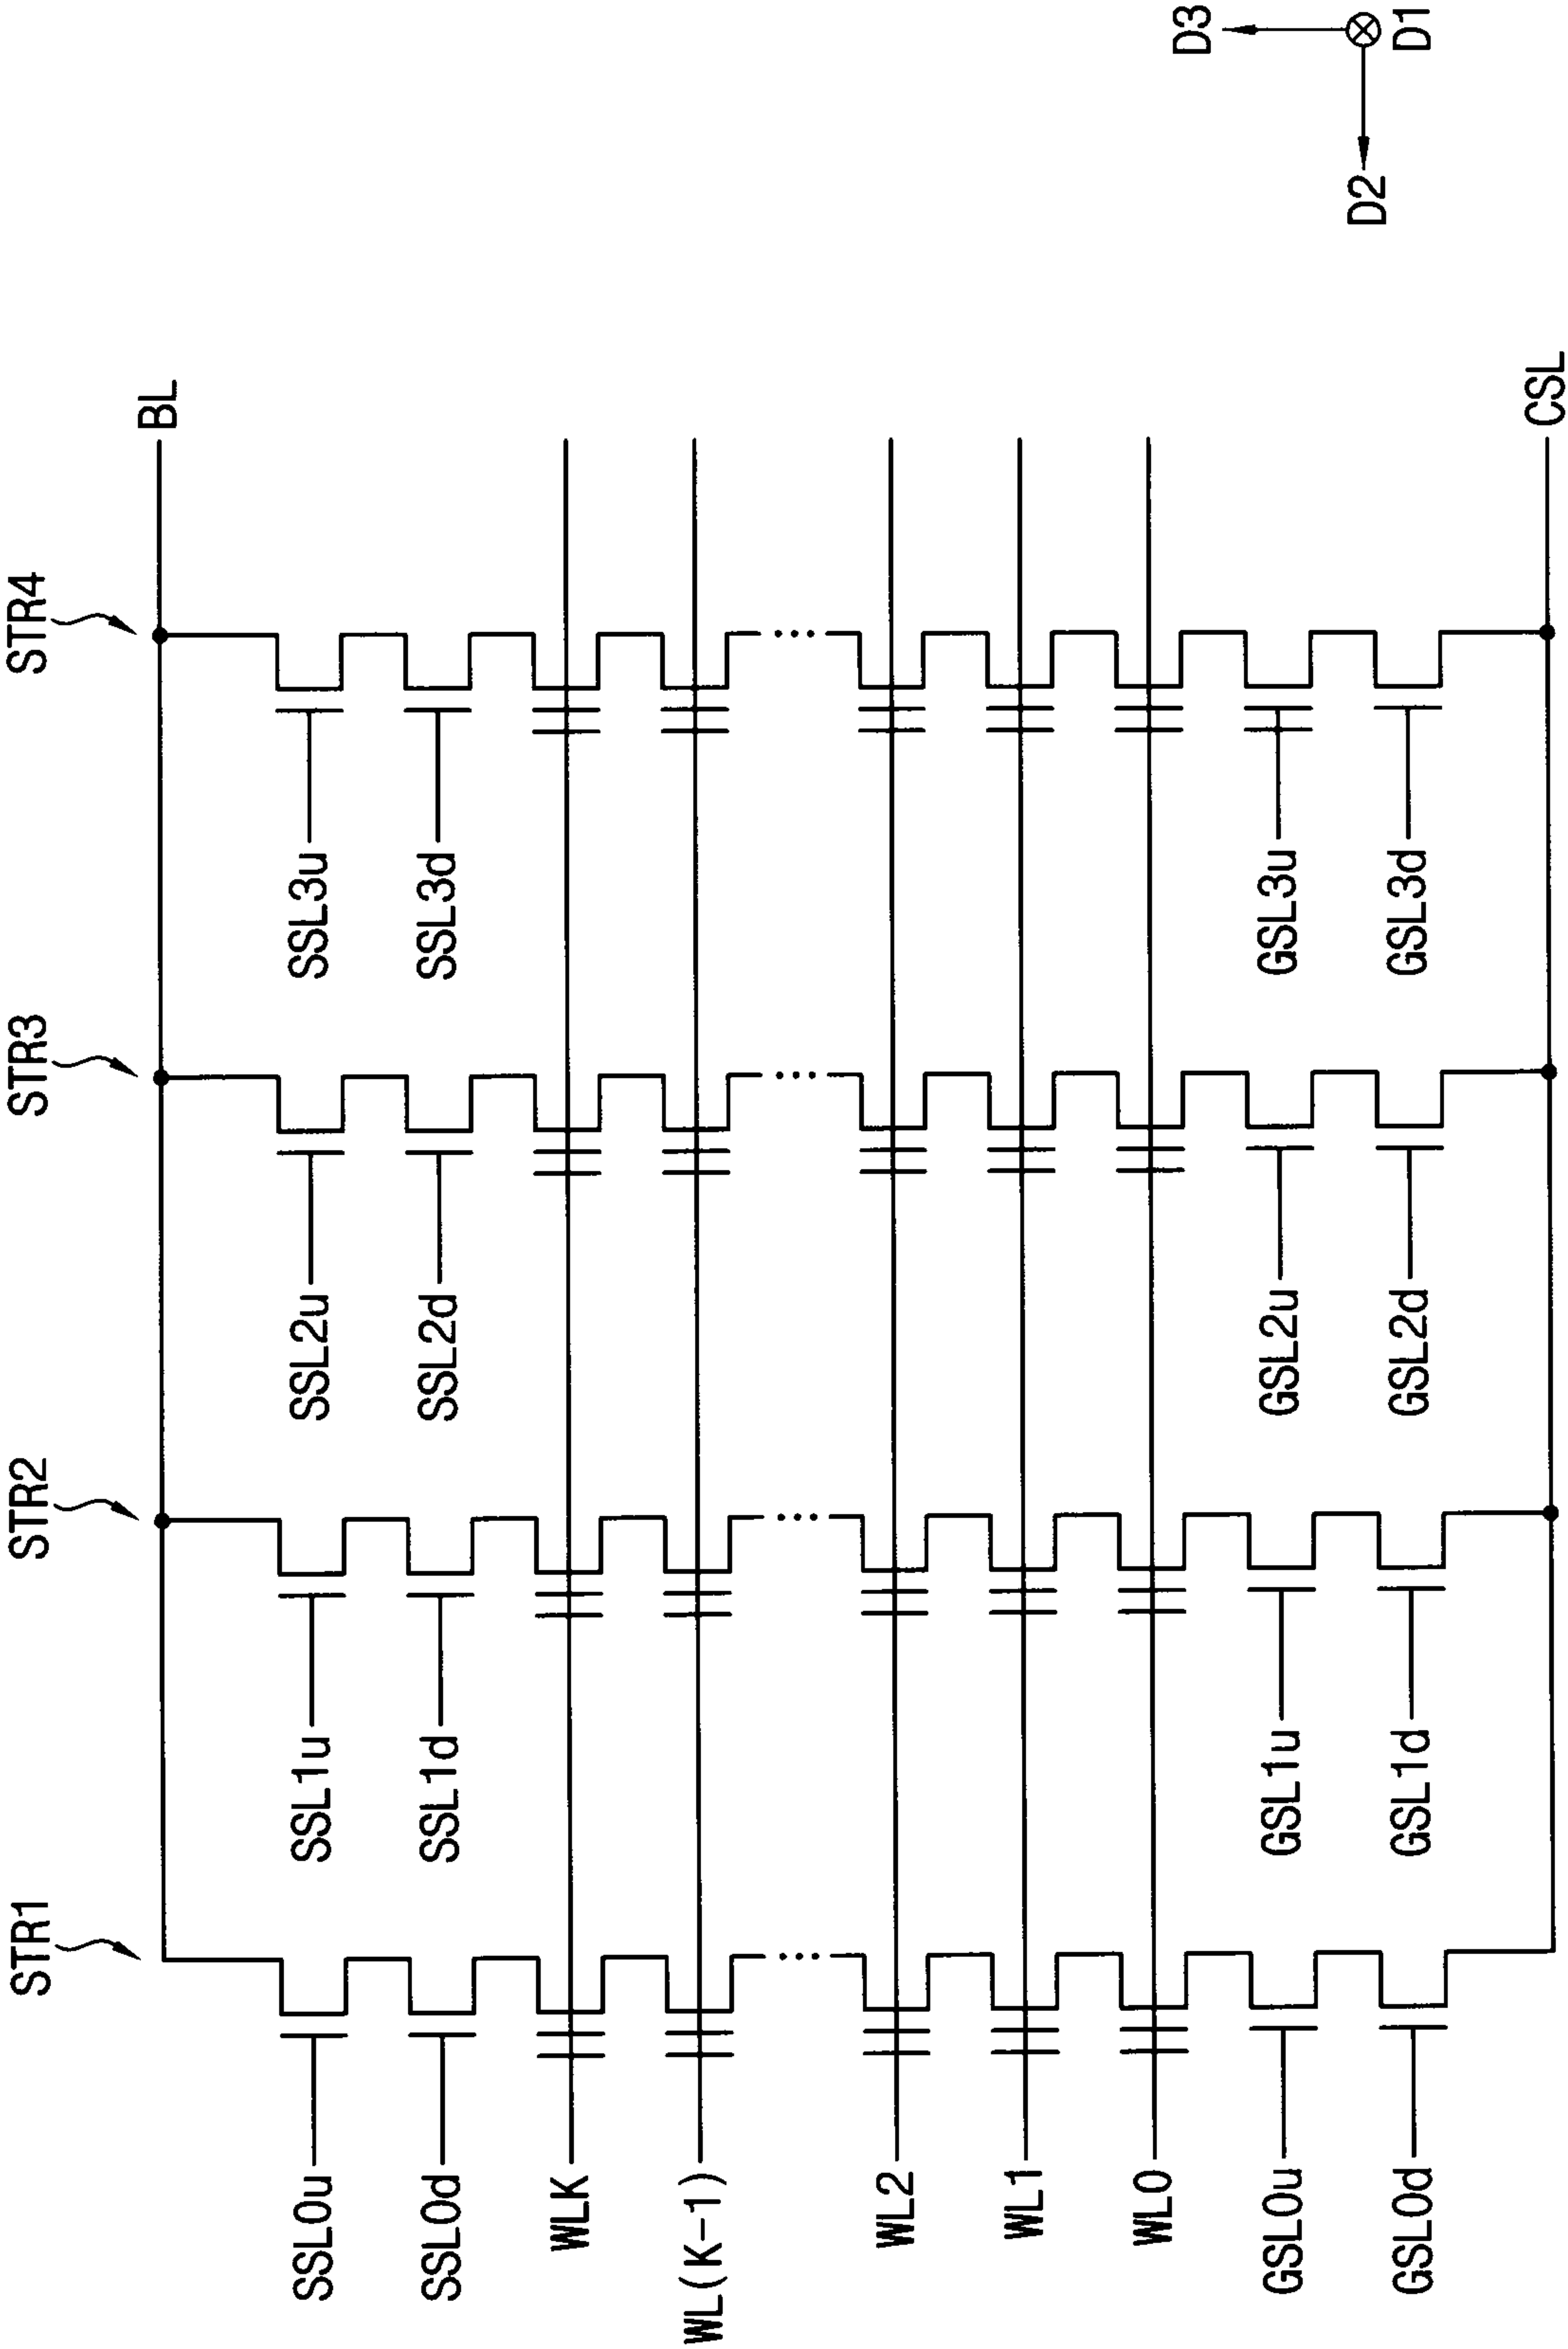 STR1
STR2
STR3
STR4
BL
SSL0u
SSL1u
SSL2u
SSL3u
SSL0d
SSL1d
SSL2d
SSL3d
WLK
WL(K-1)
WL2
WL1
WL0
GSL0u
GSL1u
GSL2u
GSL3u
GSL0d
GSL1d
GSL2d
GSL3d
CSL
D3
D2
D1